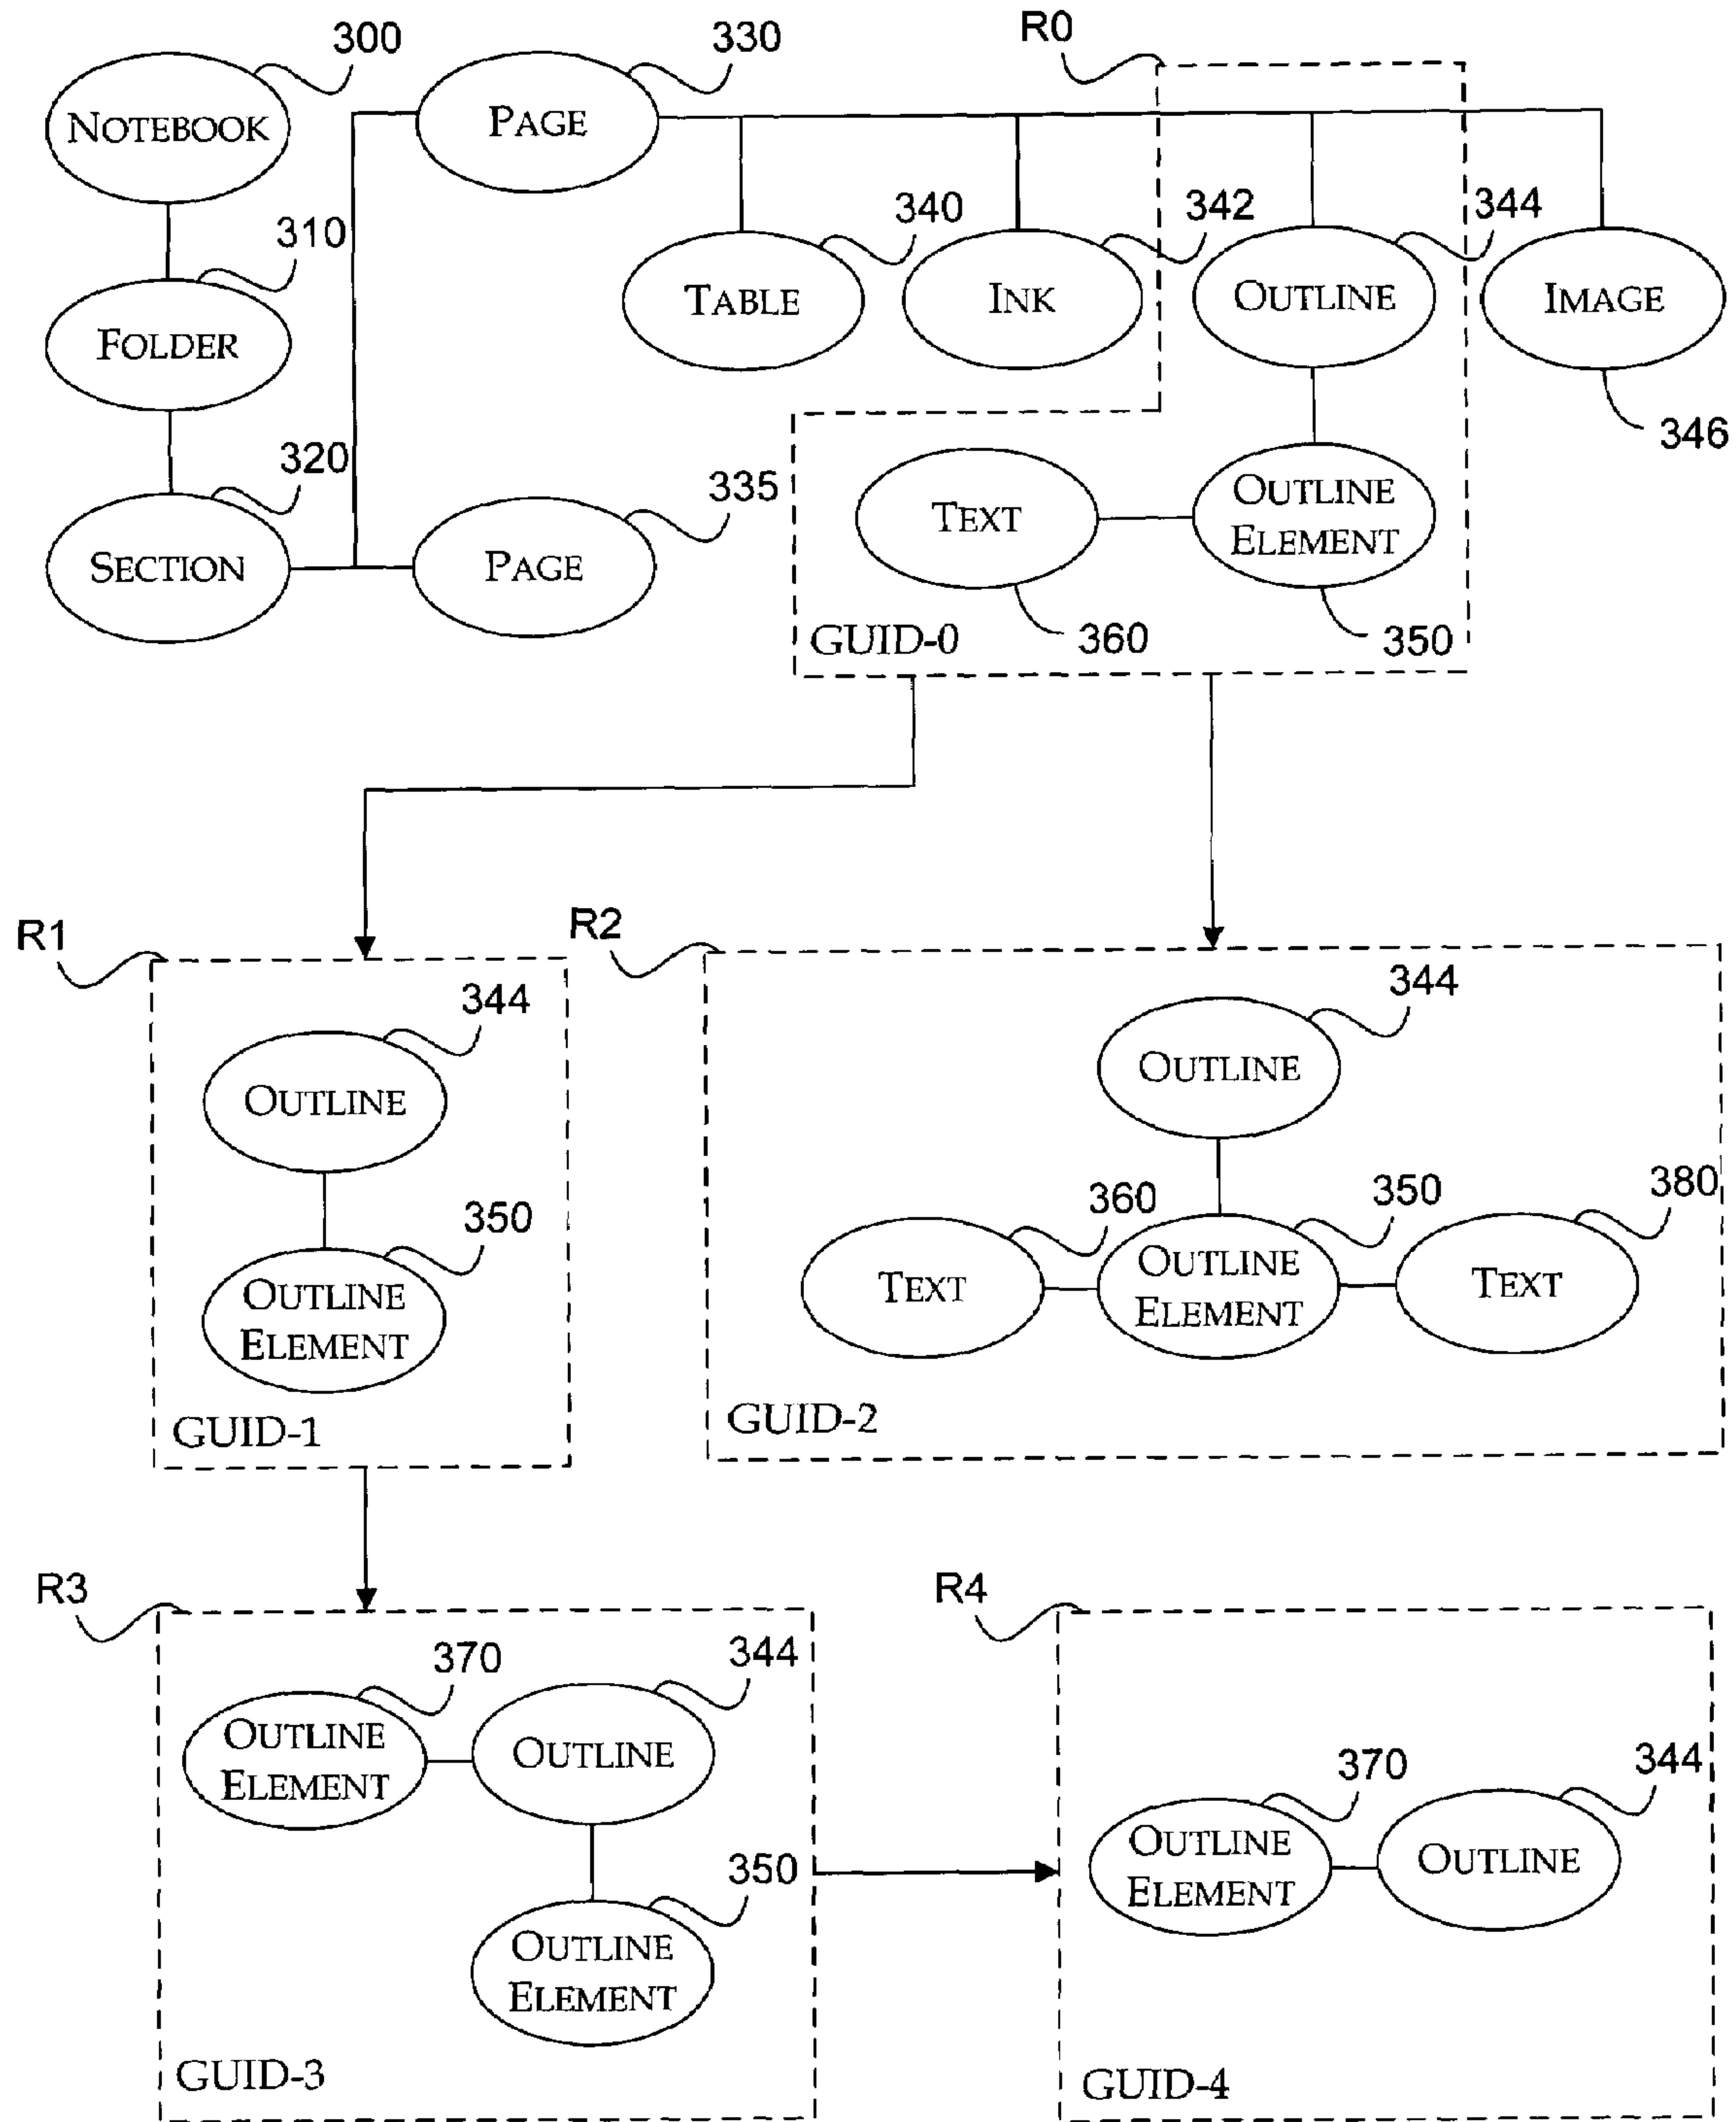 300
330
R0
NOTEBOOK
PAGE
310
340
342
344
FOLDER
TABLE
INK
OUTLINE
IMAGE
346
320
335
SECTION
PAGE
TEXT
OUTLINE
ELEMENT
GUID-0
360
350
R1
R2
344
OUTLINE
350
OUTLINE
ELEMENT
GUID-1
344
OUTLINE
360
350
380
TEXT
OUTLINE
ELEMENT
TEXT
GUID-2
R3
370
344
OUTLINE
ELEMENT
OUTLINE
350
OUTLINE
ELEMENT
GUID-3
R4
370
344
OUTLINE
ELEMENT
OUTLINE
GUID-4